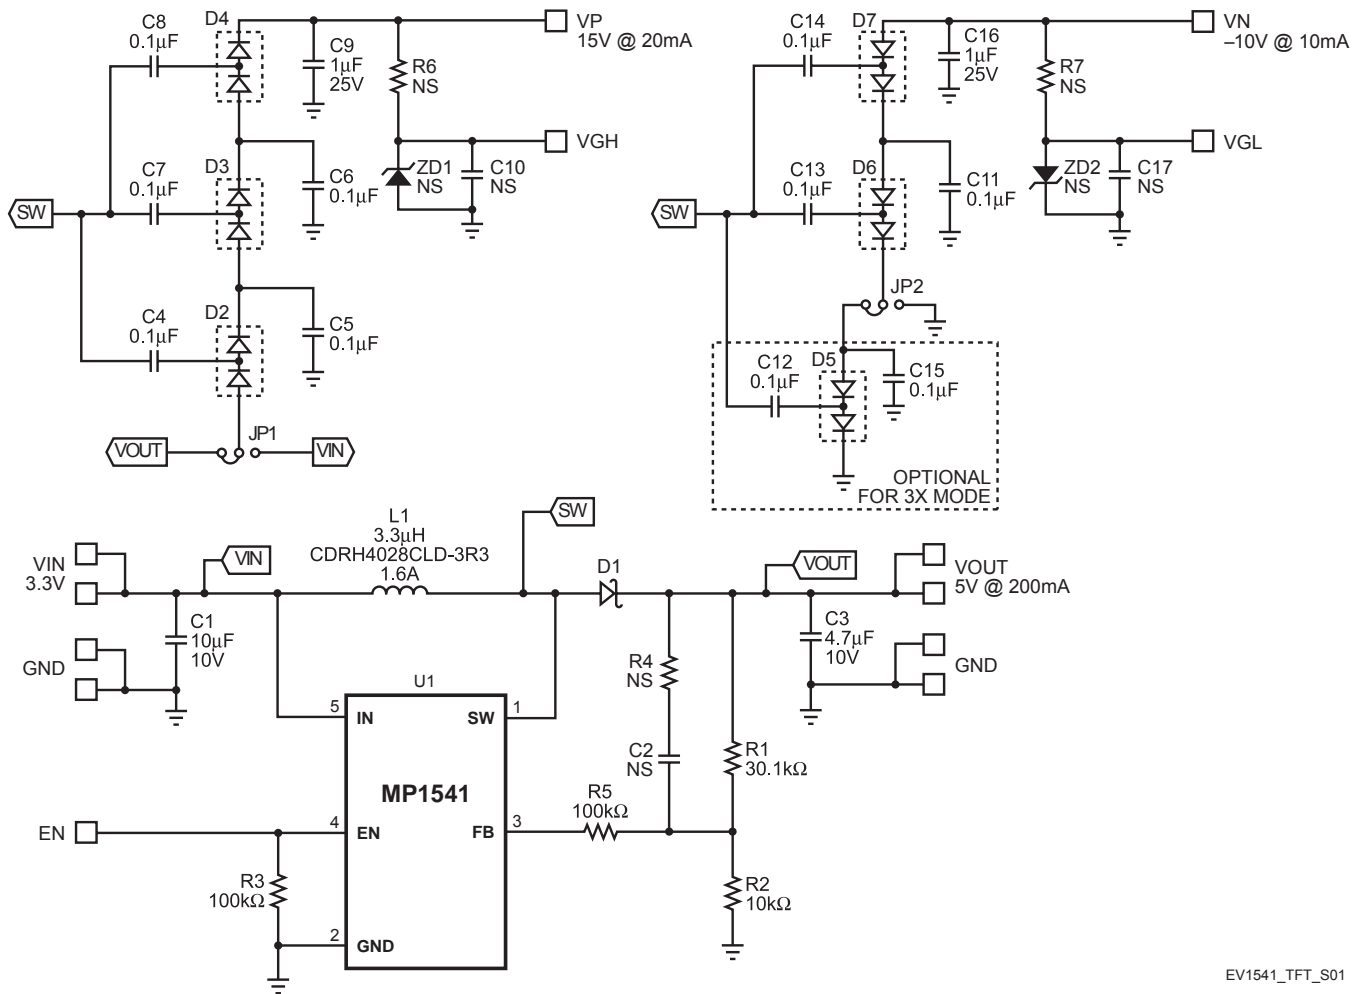 C8
0.1µF
D4
C9
1µF
25V
R6
NS
VP
15V @ 20mA
C7
0.1µF
D3
C6
0.1µF
ZD1
NS
C10
NS
VGH
SW
C4
0.1µF
D2
C5
0.1µF
VOUT
JP1
VIN
C14
0.1µF
D7
C16
1µF
25V
R7
NS
VN
–10V @ 10mA
C13
0.1µF
D6
C11
0.1µF
ZD2
NS
C17
NS
VGL
SW
JP2
C12
0.1µF
D5
C15
0.1µF
OPTIONAL
FOR 3X MODE
VIN
3.3V
VIN
L1
3.3µH
CDRH4028CLD-3R3
1.6A
SW
D1
VOUT
VOUT
5V @ 200mA
C1
10µF
10V
GND
C3
4.7µF
10V
GND
R4
NS
C2
NS
R1
30.1kΩ
R5
100kΩ
R2
10kΩ
U1
5
IN
SW
1
MP1541
EN
4
EN
FB
3
R3
100kΩ
2
GND
EV1541_TFT_S01